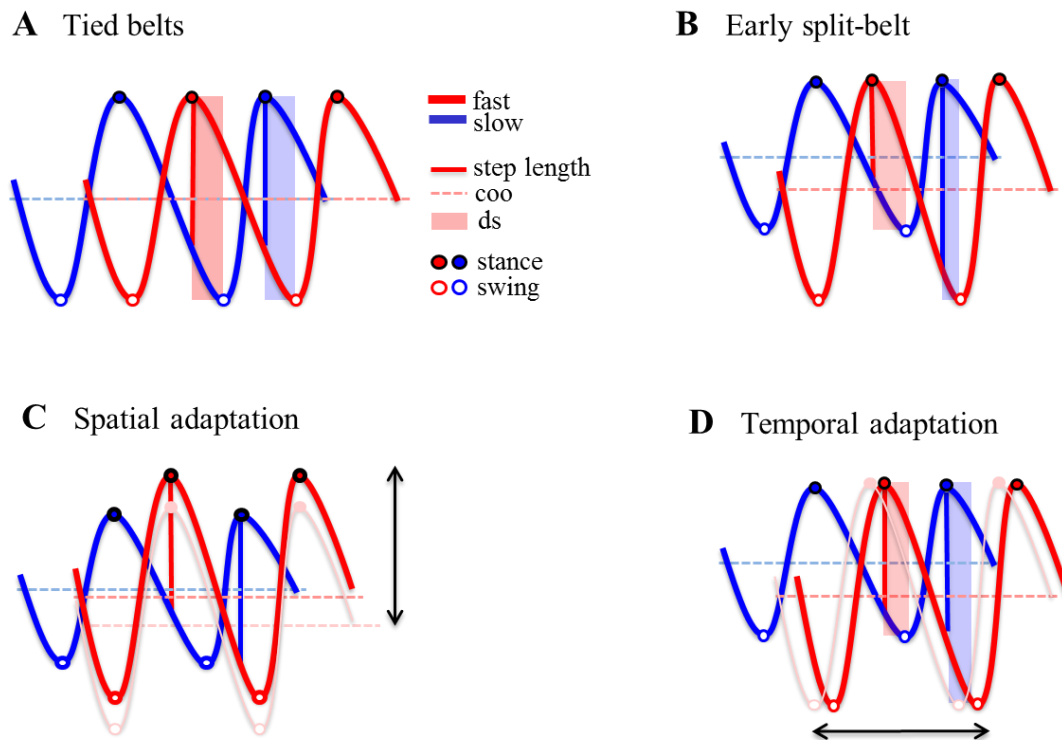 A Tied belts
B Early split-belt
fast
slow
step length
coo
ds
stance
swing
C Spatial adaptation
D Temporal adaptation